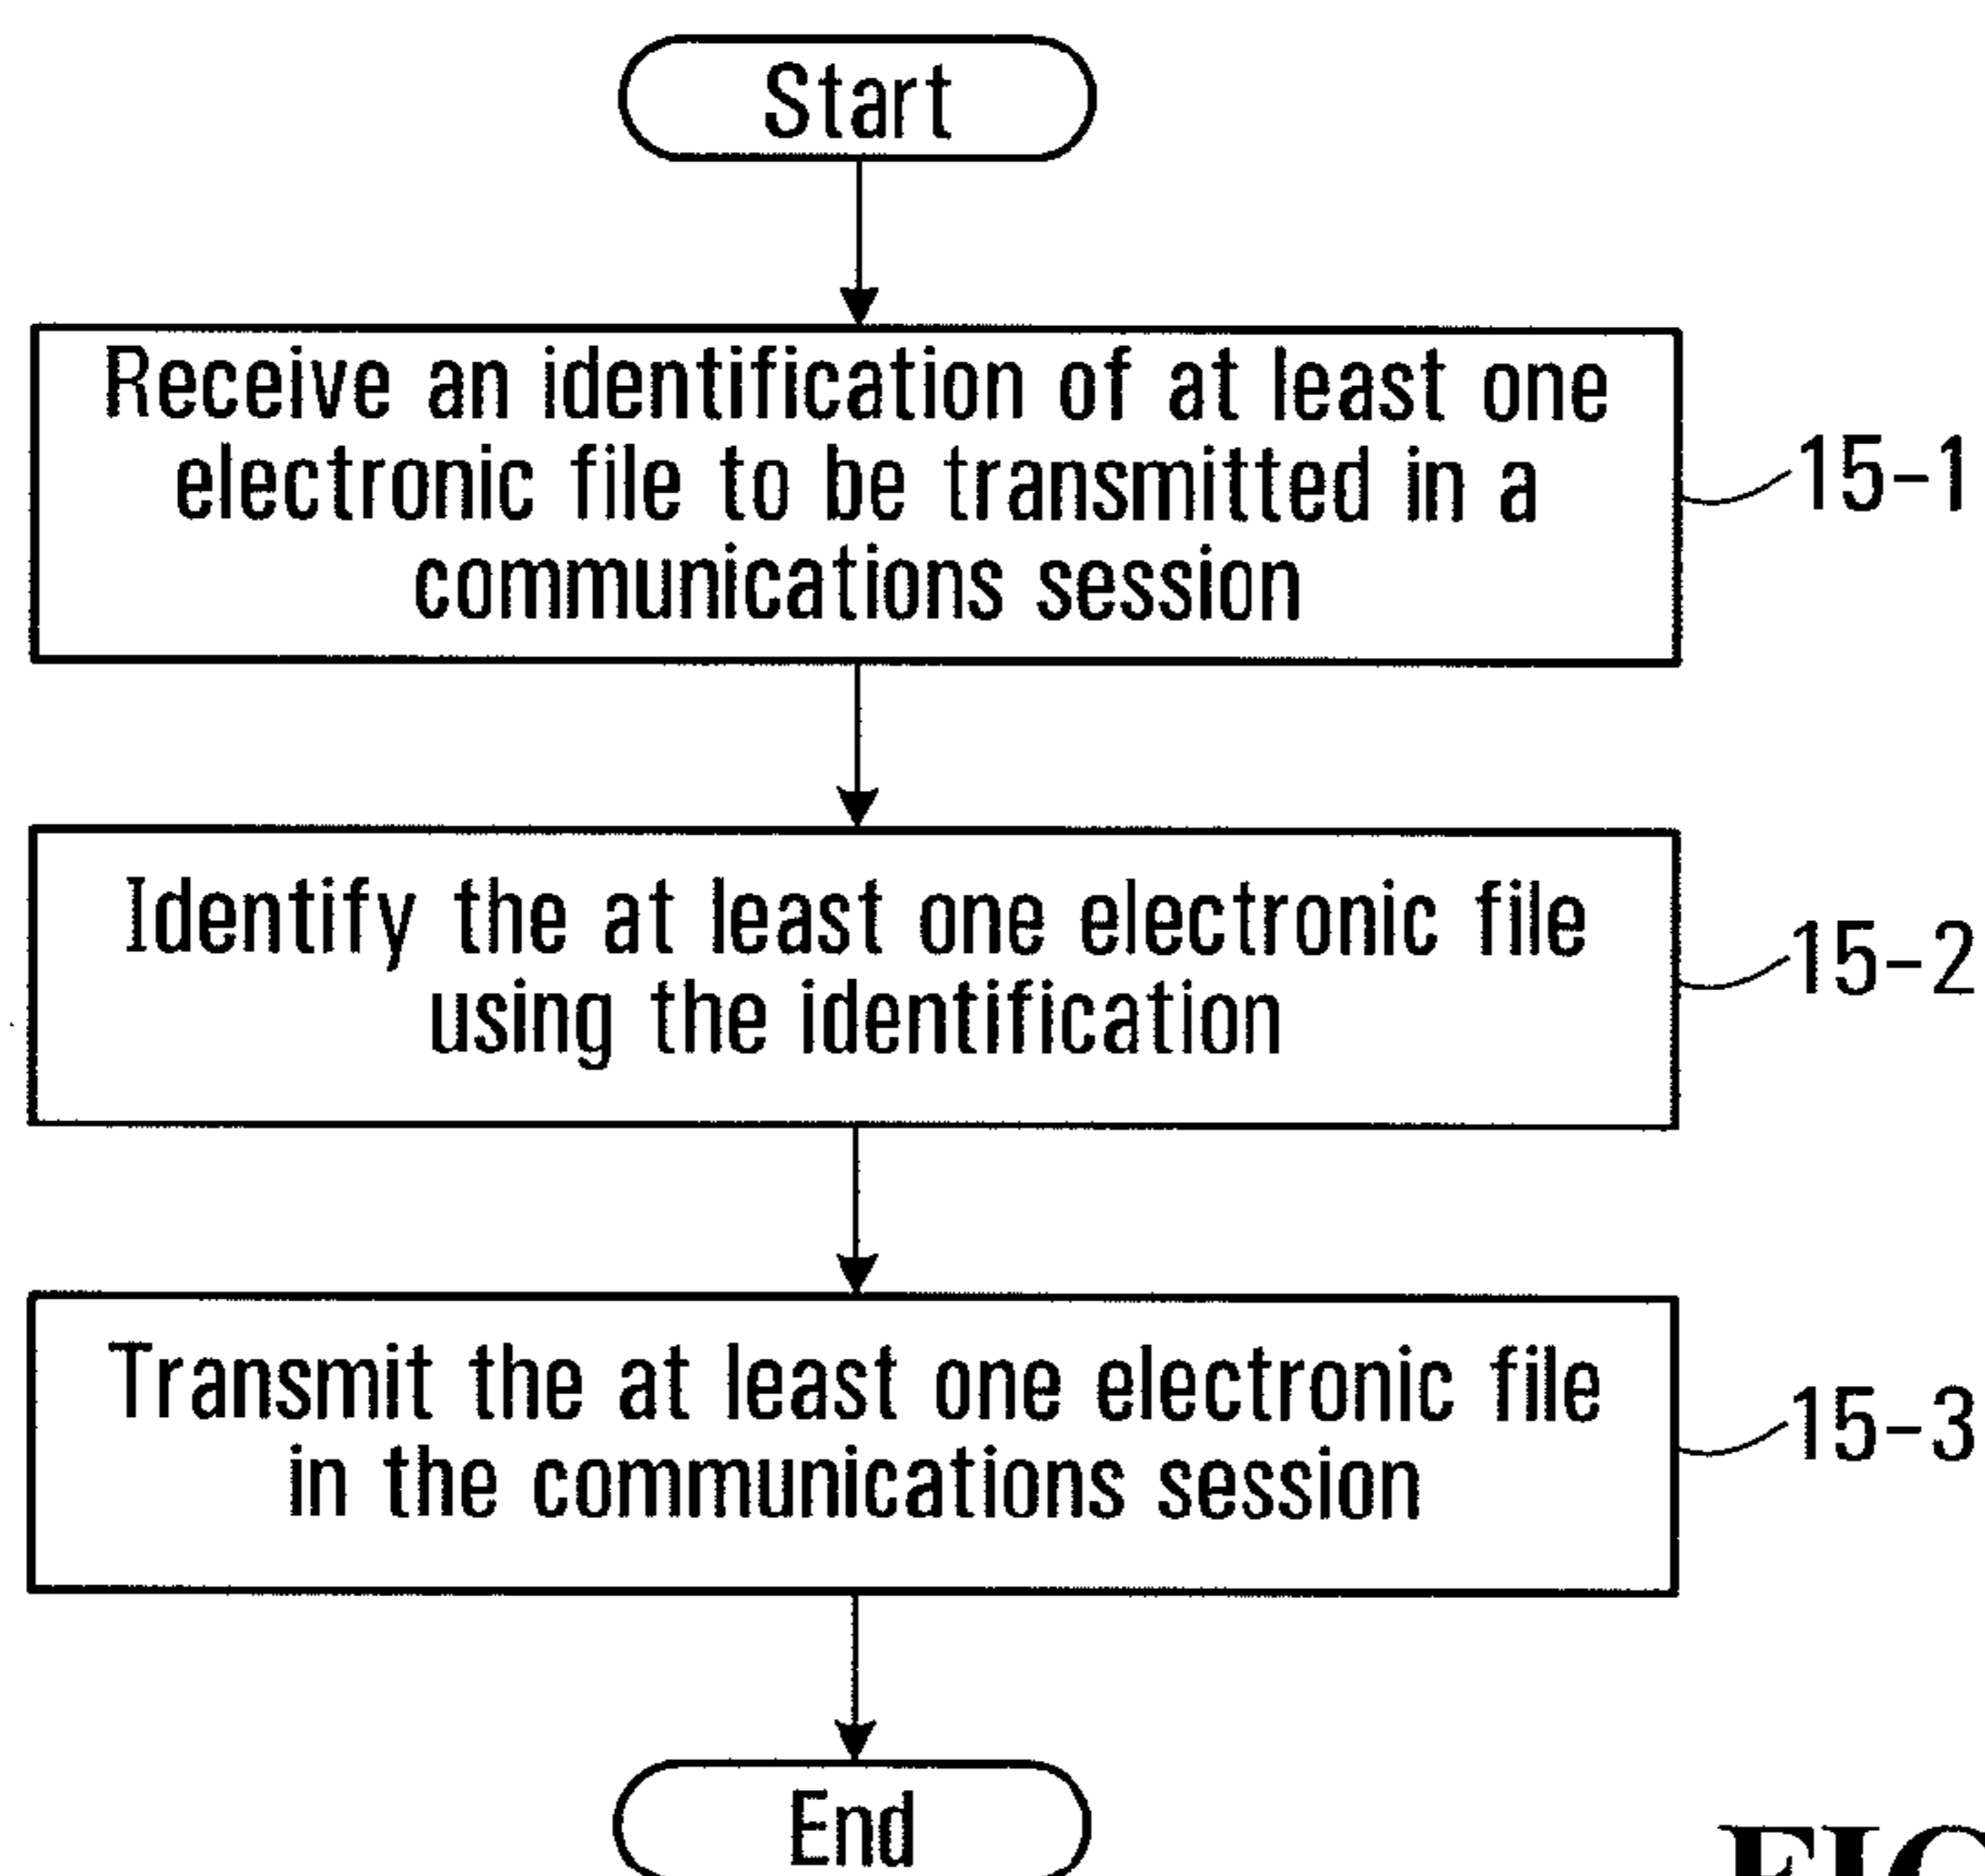 Start
Receive an identification of at least one
electronic file to be transmitted in a
communications session
15-1
Identify the at least one electronic file
using the identification
15-2
Transmit the at least one electronic file
in the communications session
15-3
End